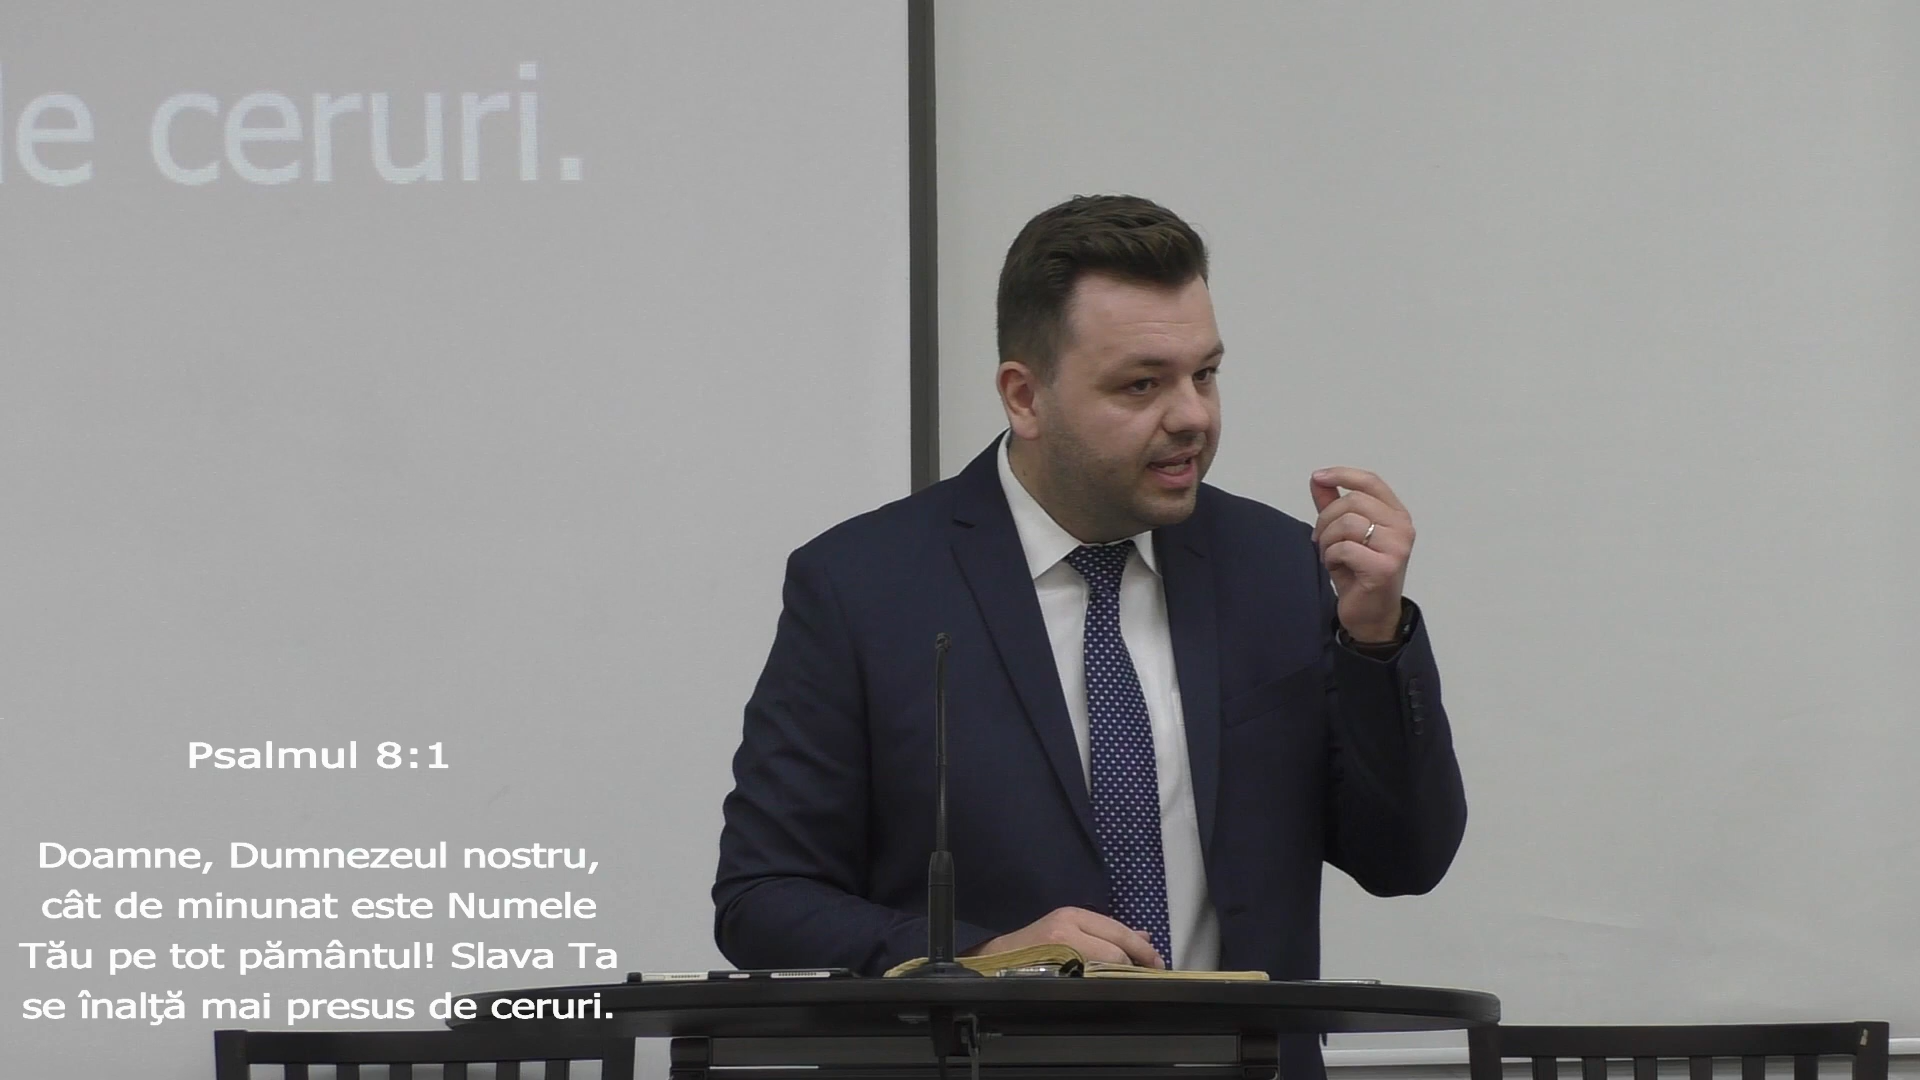 de ceruri.
Psalmul 8:1
Doamne, Dumnezeul nostru,
cât de minunat este Numele
Tău pe tot pământul! Slava Ta
se înalţă mai presus de ceruri.